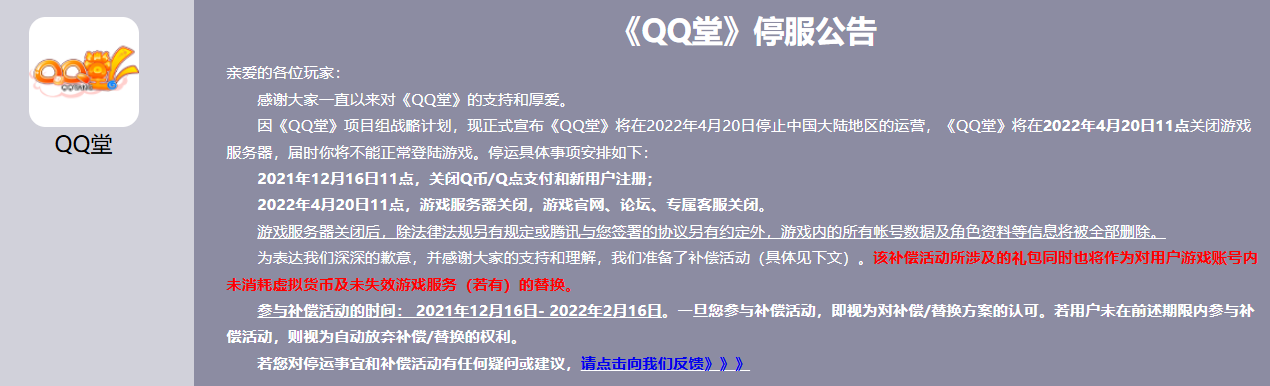 《QQ堂》停服公告
QQ堂
QQTANG
亲爱的各位玩家：
感谢大家一直以来对《QQ堂》的支持和厚爱。
因《QQ堂》项目组战略计划，现正式宣布《QQ堂》将在2022年4月20日停止中国大陆地区的运营，《QQ堂》将在2022年4月20日11点关闭游戏
服务器，届时你将不能正常登陆游戏。停运具体事项安排如下：
2021年12月16日11点，关闭Q币/Q点支付和新用户注册；
2022年4月20日11点，游戏服务器关闭，游戏官网、论坛、专属客服关闭。
游戏服务器关闭后，除法律法规另有规定或腾讯与您签署的协议另有约定外，游戏内的所有帐号数据及角色资料等信息将被全部删除。
为表达我们深深的歉意，并感谢大家的支持和理解，我们准备了补偿活动（具体见下文）。该补偿活动所涉及的礼包同时也将作为对用户游戏账号内
未消耗虚拟货币及未失效游戏服务（若有）的替换。
参与补偿活动的时间： 2021年12月16日- 2022年2月16日。一旦您参与补偿活动，即视为对补偿/替换方案的认可。若用户未在前述期限内参与补
偿活动，则视为自动放弃补偿/替换的权利。
若您对停运事宜和补偿活动有任何疑问或建议，请点击向我们反馈》》》